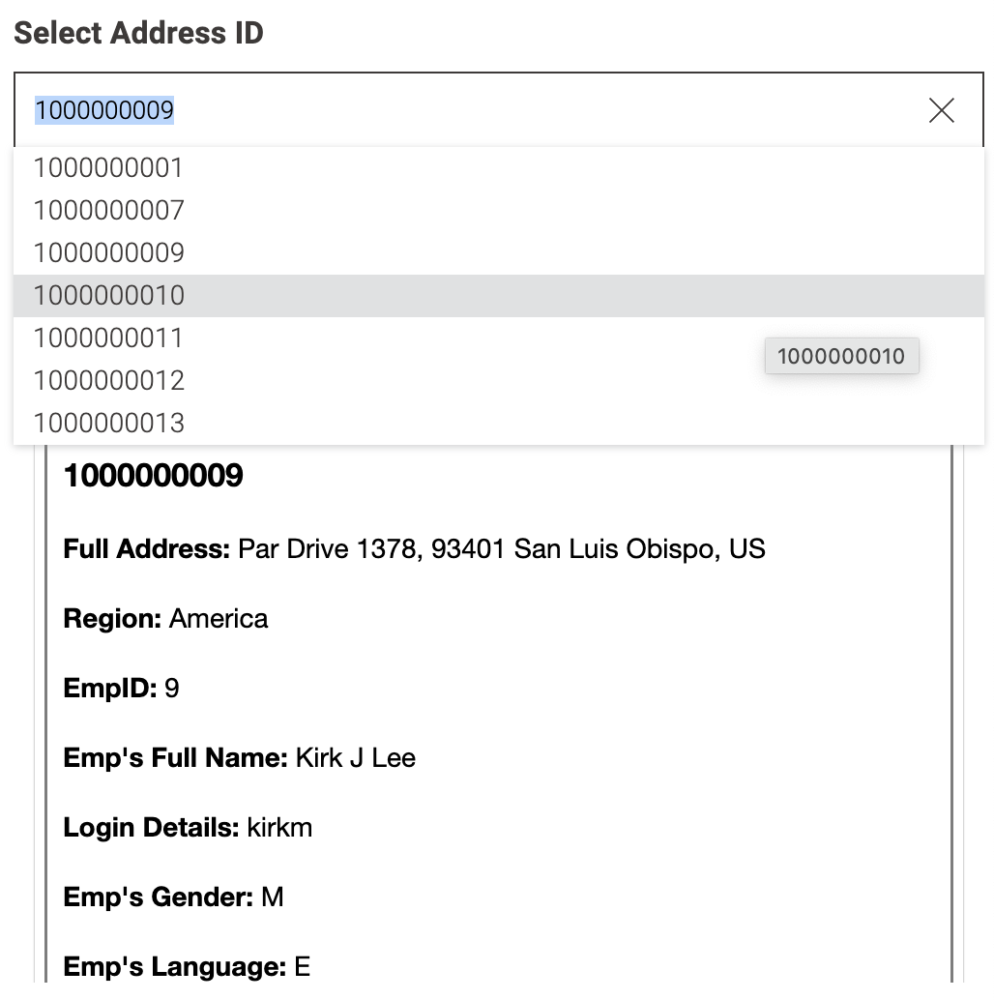 Select Address ID
1000000009
1000000001
1000000007
1000000009
1000000010
1000000011
1000000010
1000000012
1000000013
1000000009
Full Address: Par Drive 1378, 93401 San Luis Obispo, US
Region: America
EmpID: 9
Emp's Full Name: Kirk J Lee
Login Details: kirkm
Emp's Gender: M
Emp's Language: E